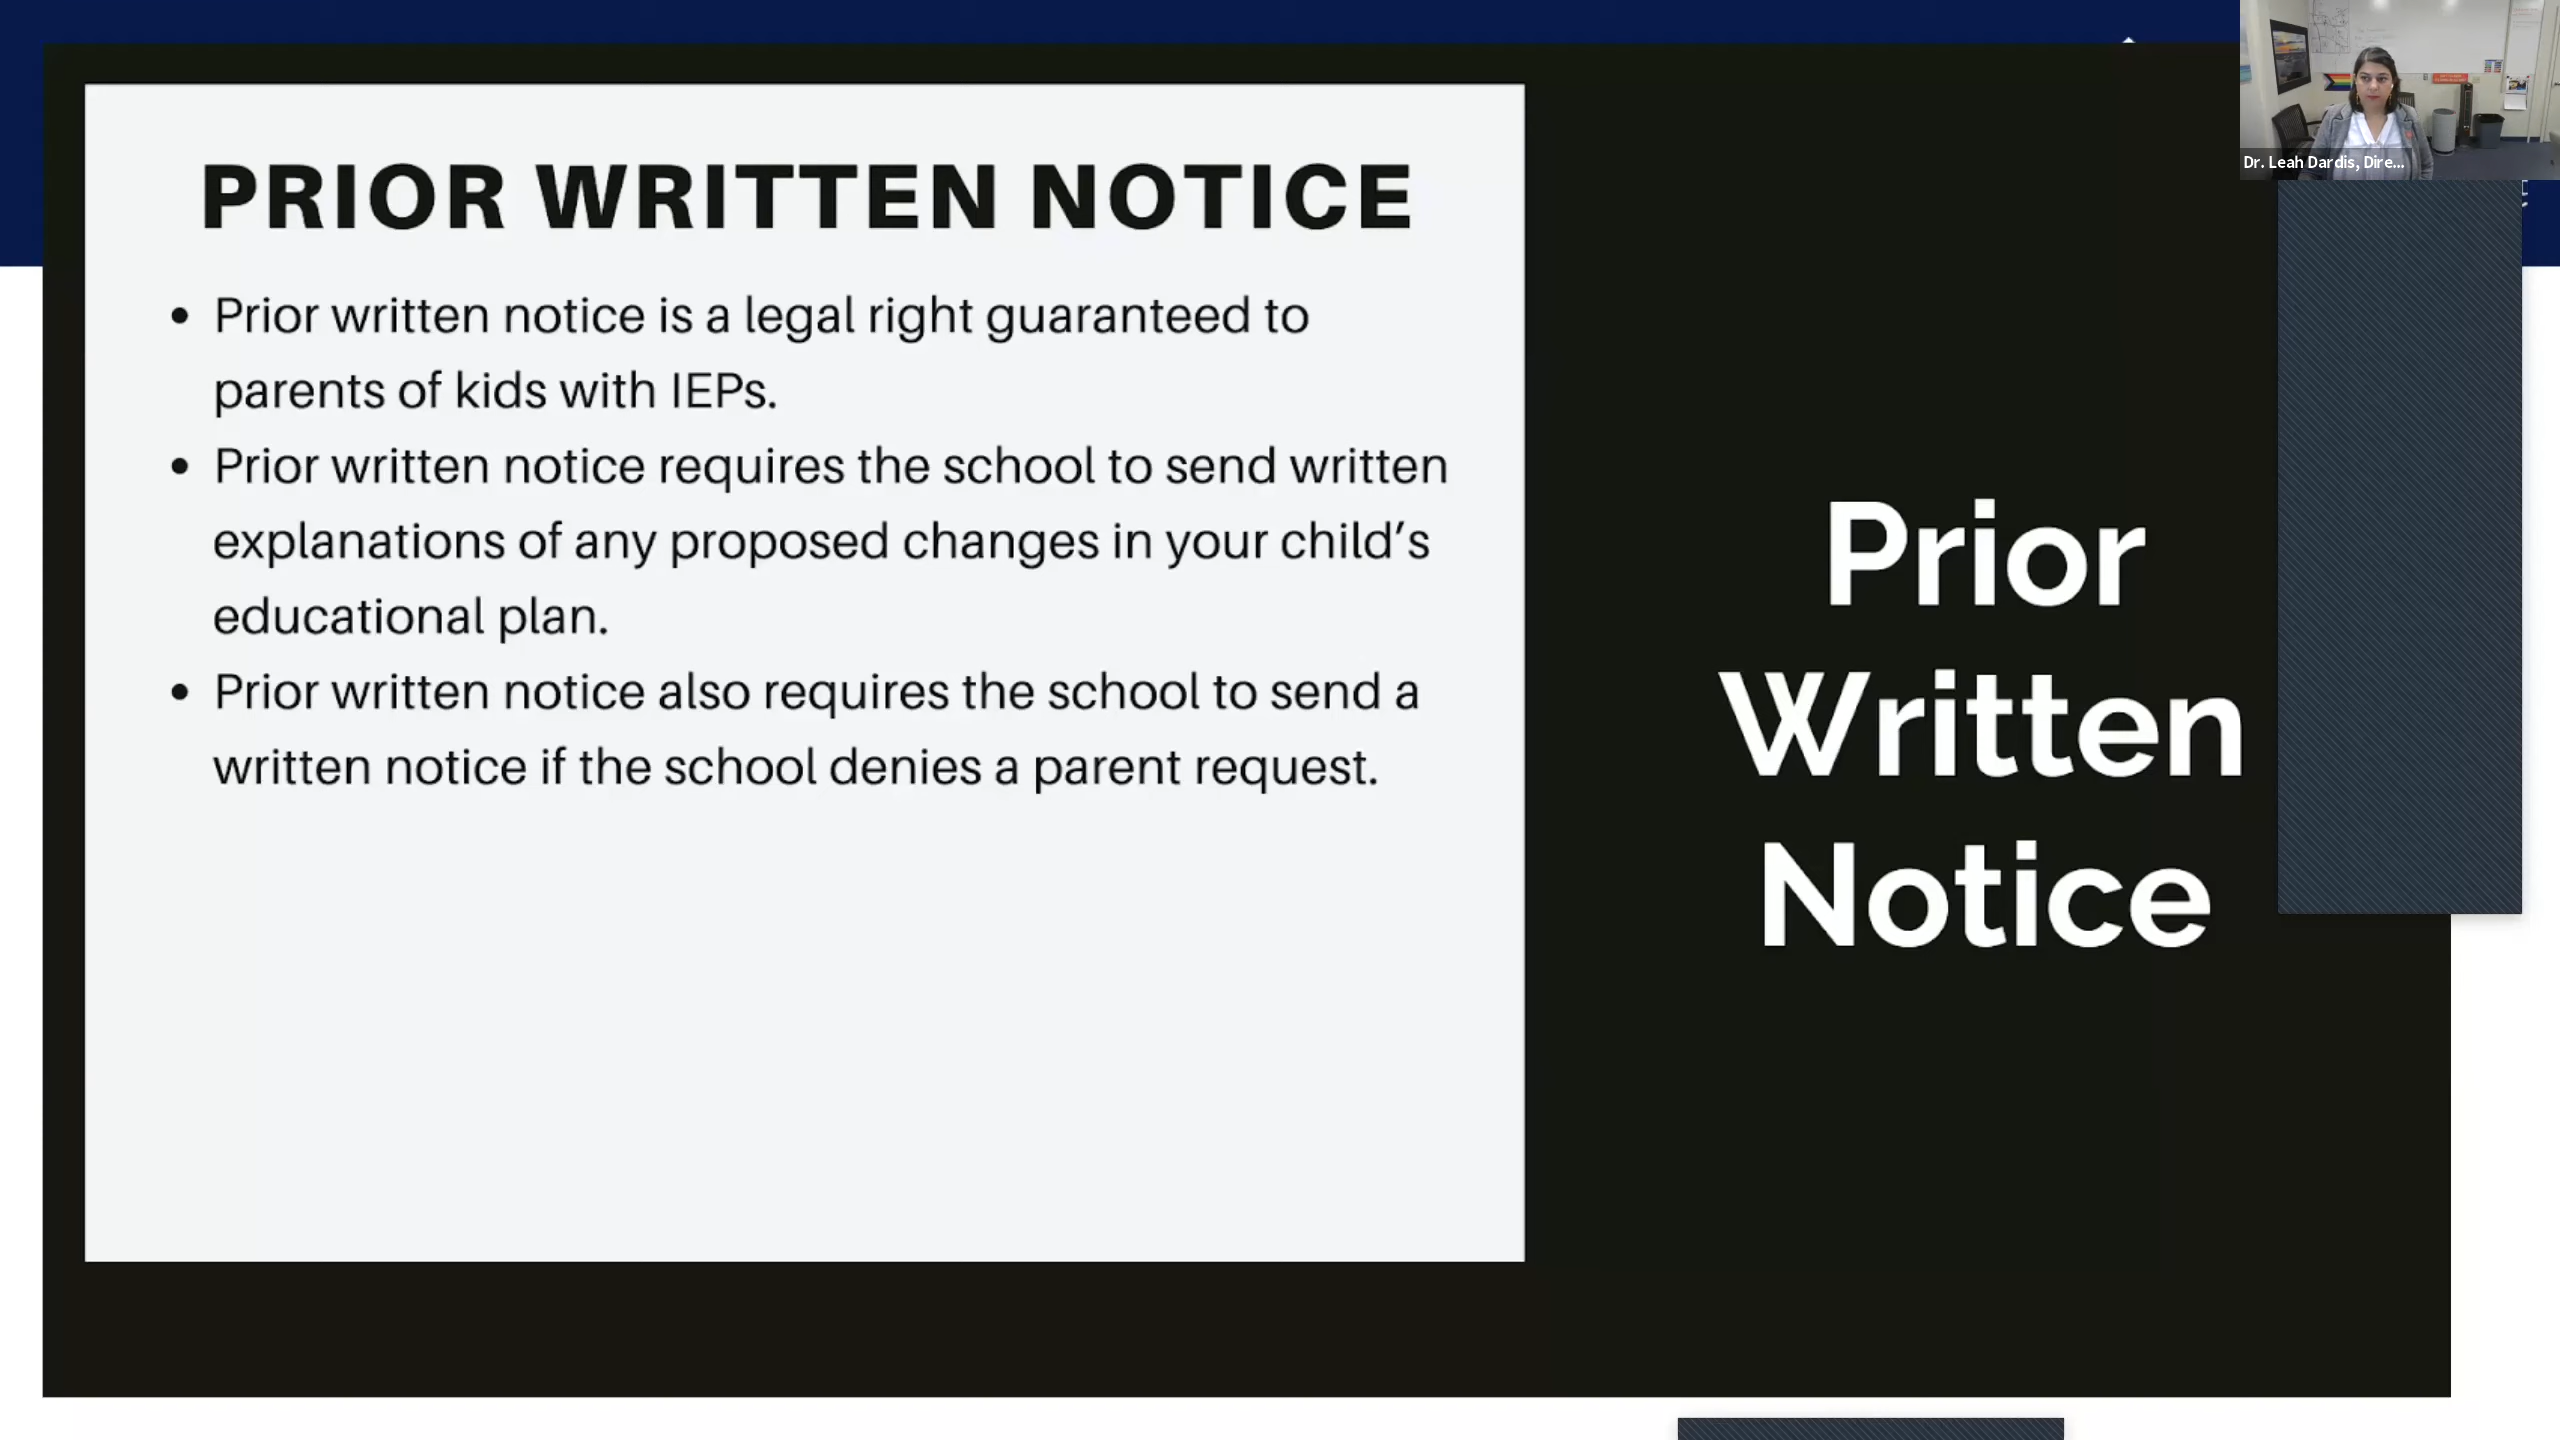 PRIOR WRITTEN NOTICE
• Prior written notice is a legal right guaranteed to
parents of kids with IEPs.
• Prior written notice requires the school to send written
explanations of any proposed changes in your child’s
educational plan.
• Prior written notice also requires the school to send a
written notice if the school denies a parent request.
Prior
Written
Notice
Dr. Leah Dardis, Dire...